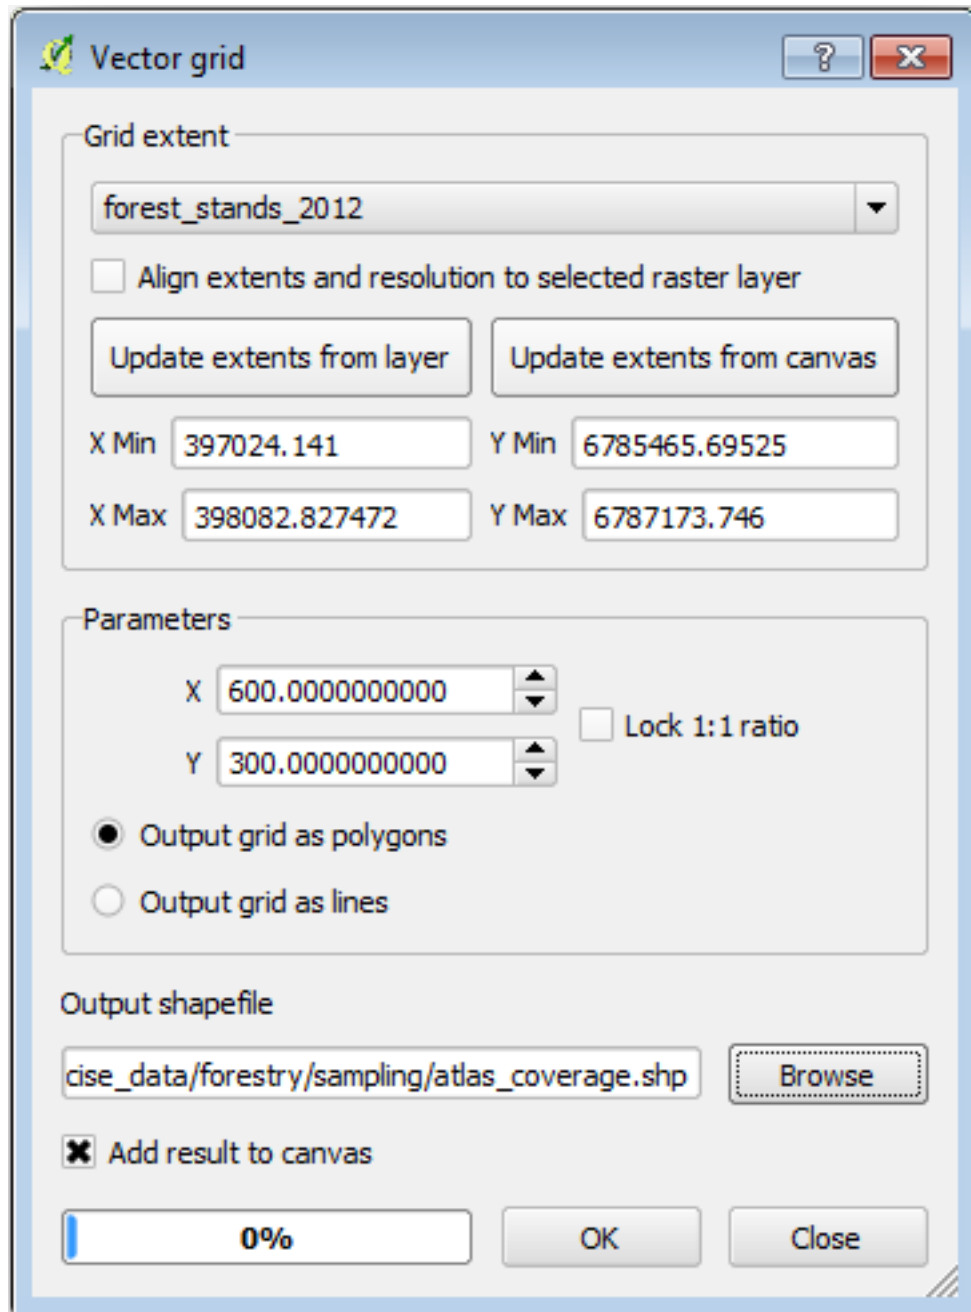 Vector grid
Grid extent
forest_stands_2012
Align extents and resolution to selected raster layer
Update extents from layer Update extents from canvas
X Min 397024.141 Y Min 6785465.69525
X Max 398082.827472 Y Max 6787173.746
Parameters
X 600.0000000000
Lock 1:1 ratio
Y 300.0000000000
Output grid as polygons
Output grid as lines
Output shapefile
cise_data/forestry/sampling/atlas_coverage.shp Browse
Add result to canvas
0% OK Close